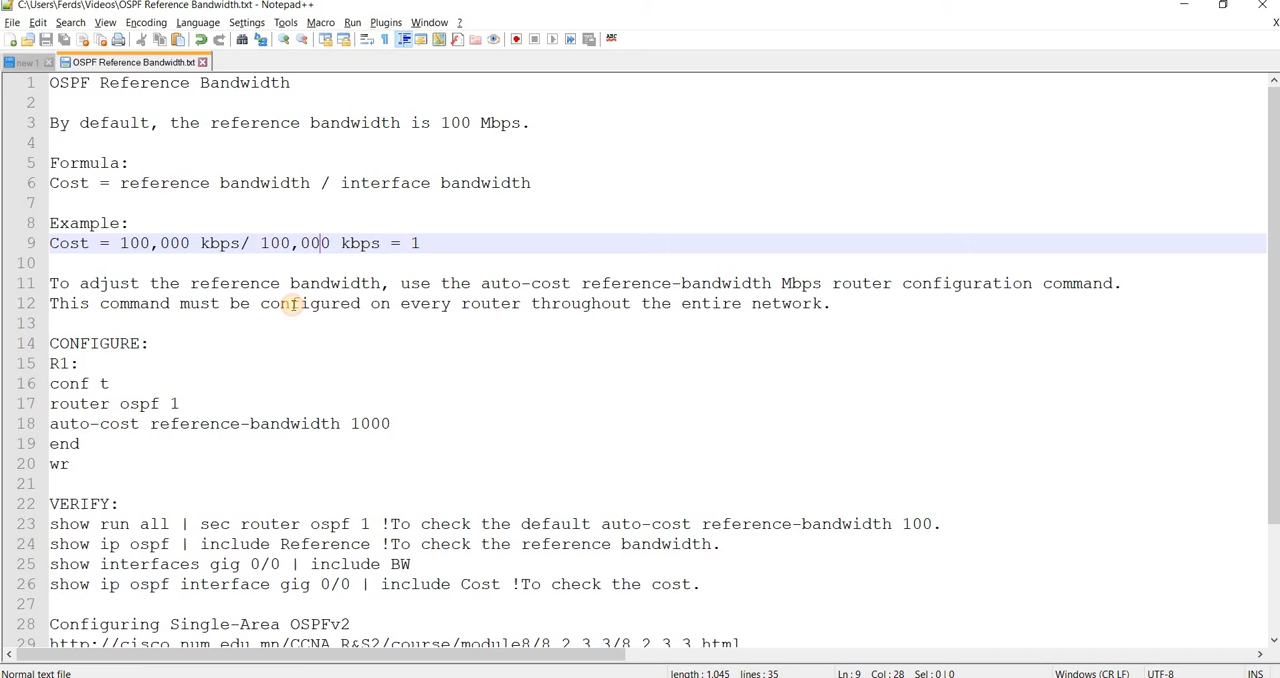 C:\Users\Ferds\Videos\OSPF Reference Bandwidth.txt - Notepad++
File Edit Search View Encoding Language Settings Tools Macro Run Plugins Window ? X
new 1 OSPF Reference Bandwidth.txt
1 OSPF Reference Bandwidth
2
3 By default, the reference bandwidth is 100 Mbps.
4
5 Formula:
6 Cost = reference bandwidth / interface bandwidth
7
8 Example:
9 Cost = 100,000 kbps/ 100,000 kbps = 1
10
11 To adjust the reference bandwidth, use the auto-cost reference-bandwidth Mbps router configuration command.
12 This command must be configured on every router throughout the entire network.
13
14 CONFIGURE:
15 R1:
16 conf t
17 router ospf 1
18 auto-cost reference-bandwidth 1000
19 end
20 wr
21
22 VERIFY:
23 show run all | sec router ospf 1 !To check the default auto-cost reference-bandwidth 100.
24 show ip ospf | include Reference !To check the reference bandwidth.
25 show interfaces gig 0/0 | include BW
26 show ip ospf interface gig 0/0 | include Cost !To check the cost.
27
28 Configuring Single-Area OSPFv2
29 http://cisco.num.edu.mn/CCNA_R&S2/course/module8/8.2.3.3/8.2.3.3.html
Normal text file length : 1,045 lines : 35 Ln : 9 Col : 28 Sel : 0 | 0 Windows (CR LF) UTF-8 INS